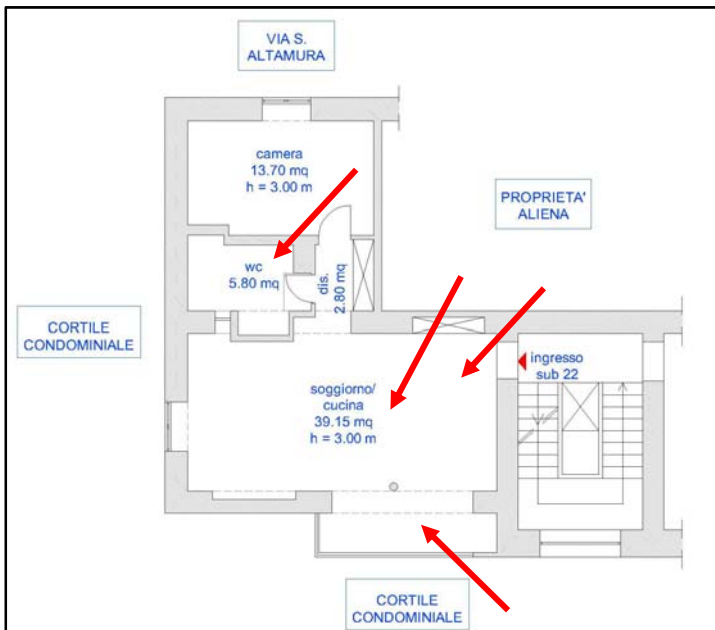 VIA S.
ALTAMURA
camera
13.70 mq
h = 3.00 m
PROPRIETA'
ALIENA
wc
5.80 mq
dis.
2.80 mq
CORTILE
CONDOMINIALE
ingresso
sub 22
soggiorno/
cucina
39.15 mq
h = 3.00 m
CORTILE
CONDOMINIALE